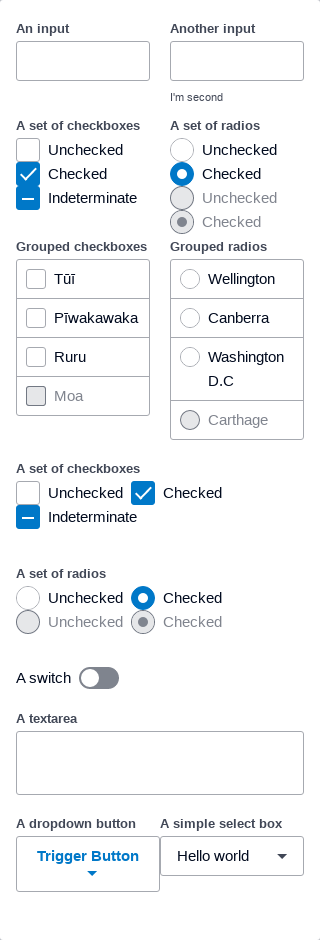 An input
Another input
I'm second
A set of checkboxes
Unchecked
Checked
Indeterminate
A set of radios
Unchecked
Checked
Unchecked
Checked
Grouped checkboxes
Tūī
Pīwakawaka
Ruru
Moa
Grouped radios
Wellington
Canberra
Washington
D.C
Carthage
A set of checkboxes
Unchecked Checked
Indeterminate
A set of radios
Unchecked Checked
Unchecked Checked
A switch
A textarea
A dropdown button
Trigger Button
A simple select box
Hello world